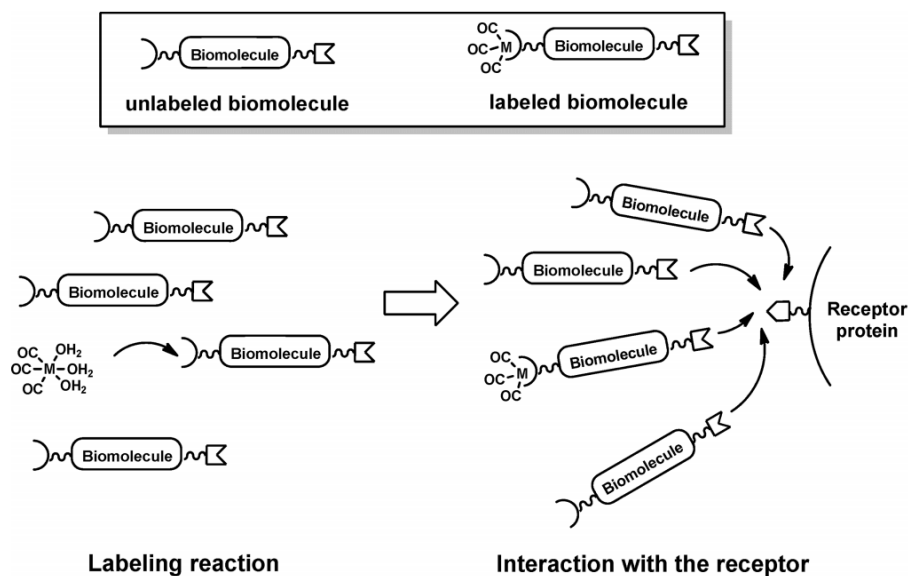 OC
OC M Biomolecule
OC
Biomolecule
unlabeled biomolecule
labeled biomolecule
Biomolecule
Biomolecule
OC OH₂
OC M OH₂
OC OH₂
Biomolecule
Biomolecule
Labeling reaction
Biomolecule
Biomolecule
Receptor
protein
OC
OC M
OC
Biomolecule
Biomolecule
Interaction with the receptor